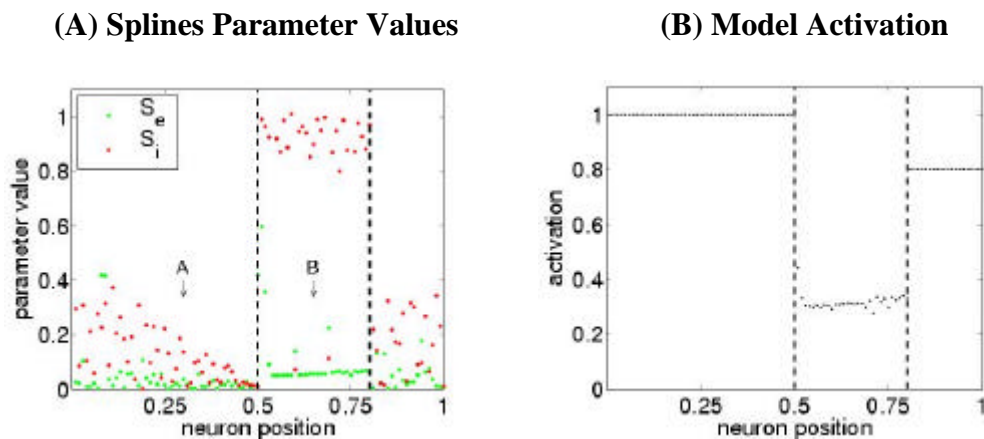 (A) Splines Parameter Values
(B) Model Activation
1
0.8
0.6
0.4
0.2
0
parameter value
S_e
S_i
A
B
0.25 0.5 0.75 1
neuron position
1
0.8
0.6
0.4
0.2
0
activation
0.25 0.5 0.75 1
neuron position